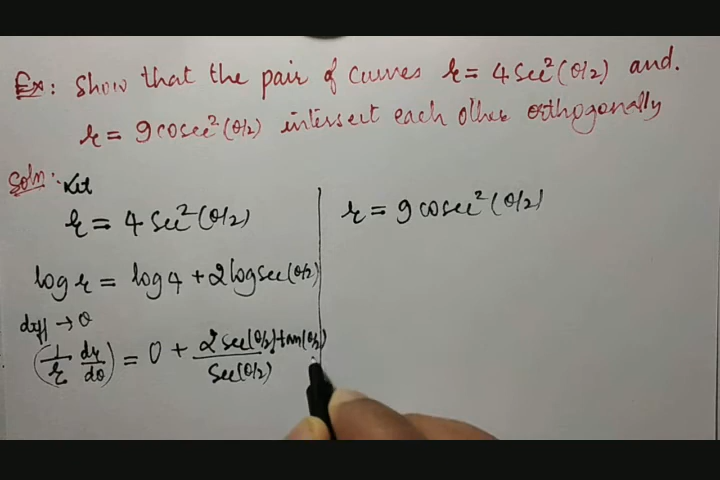 Ex: Show that the pair of curves r = 4 sec²(θ/2) and.
r = 9 cosec²(θ/2) intersect each other orthogonally
Soln:- Let
r = 4 sec²(θ/2)
log r = log 4 + 2 log sec(θ/2)
diff → θ
(1/r dr/dθ) = 0 + 2 sec(θ/2) tan(θ/2) / sec(θ/2)
r = 9 cosec²(θ/2)